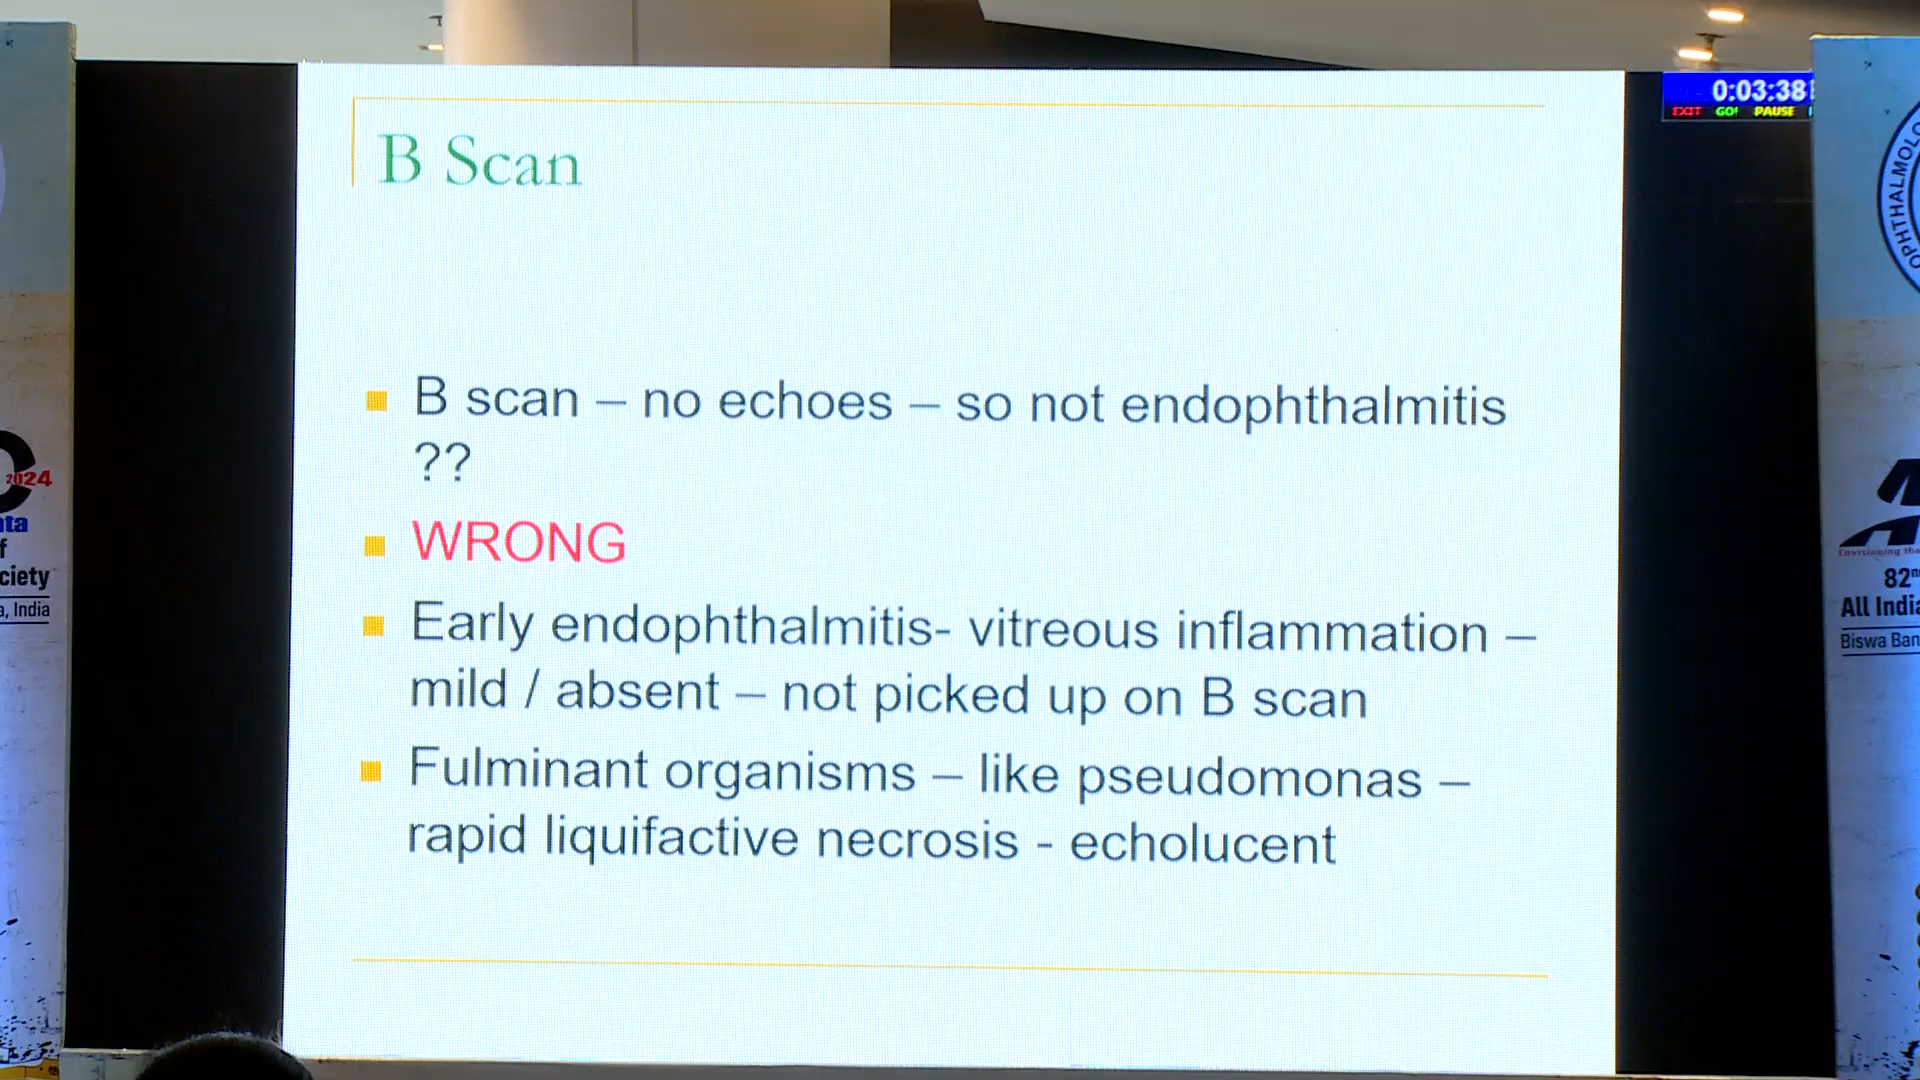 B Scan
B scan – no echoes – so not endophthalmitis
??
WRONG
Early endophthalmitis- vitreous inflammation –
mild / absent – not picked up on B scan
Fulminant organisms – like pseudomonas –
rapid liquifactive necrosis - echolucent
0:03:38
EXIT GO! PAUSE
2024
ciety
India
OPHTHALMOLO
82
All India
Biswa Ban